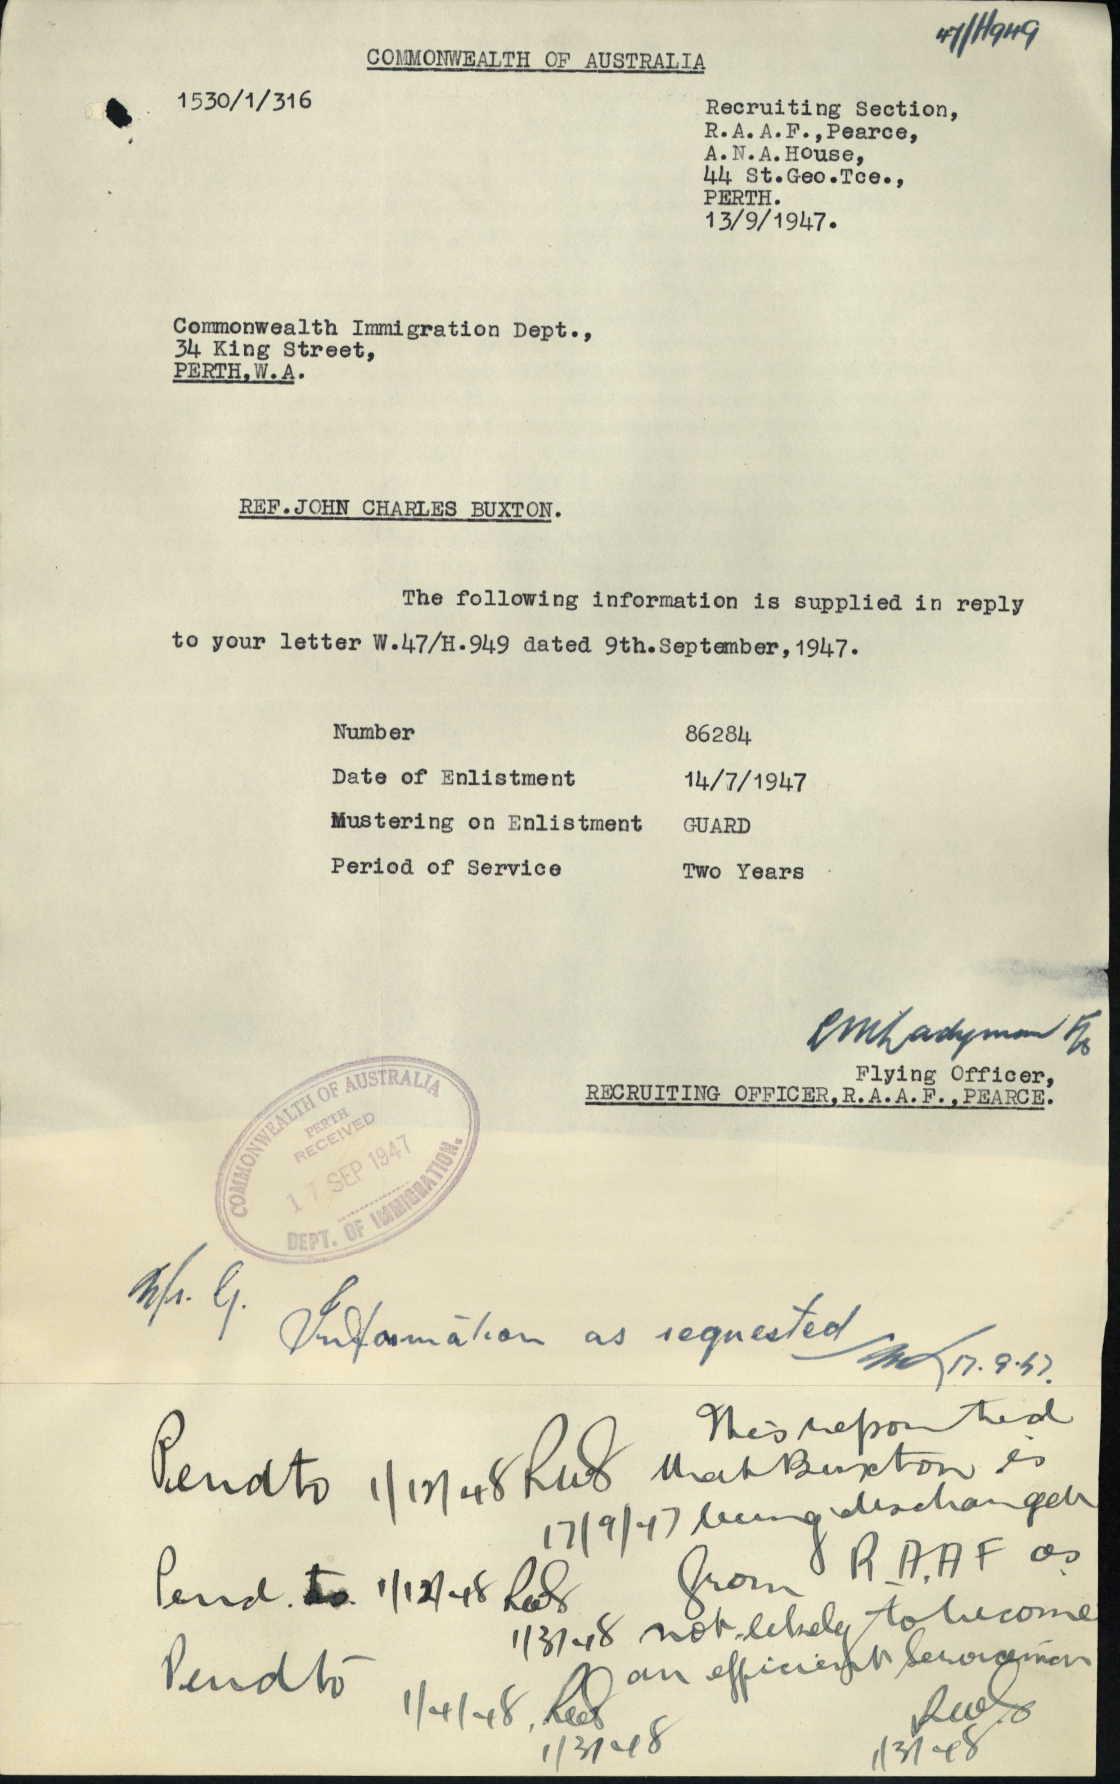 47/H949
COMMONWEALTH OF AUSTRALIA
1530/1/316
Recruiting Section,
R.A.A.F.,Pearce,
A.N.A.House,
44 St.Geo.Tce.,
PERTH.
13/9/1947.
Commonwealth Immigration Dept.,
34 King Street,
PERTH,W.A.
REF.JOHN CHARLES BUXTON.
The following information is supplied in reply
to your letter W.47/H.949 dated 9th.September,1947.
Number 86284
Date of Enlistment 14/7/1947
Mustering on Enlistment GUARD
Period of Service Two Years
Ladyman F/O
Flying Officer,
RECRUITING OFFICER,R.A.A.F.,PEARCE.
COMMONWEALTH OF AUSTRALIA
PERTH
RECEIVED
17 SEP 1947
DEPT. OF IMMIGRATION.
Mr. G.
Information as requested
17.9.47.
Pend to 1/12/48
17/9/47
Pend. to. 1/12/48
1/3/48
Pend to
1/4/48.
1/3/48
This reported
that Buxton is
being discharged
from R.A.A.F as
not likely to become
an efficient Serviceman
1/3/48